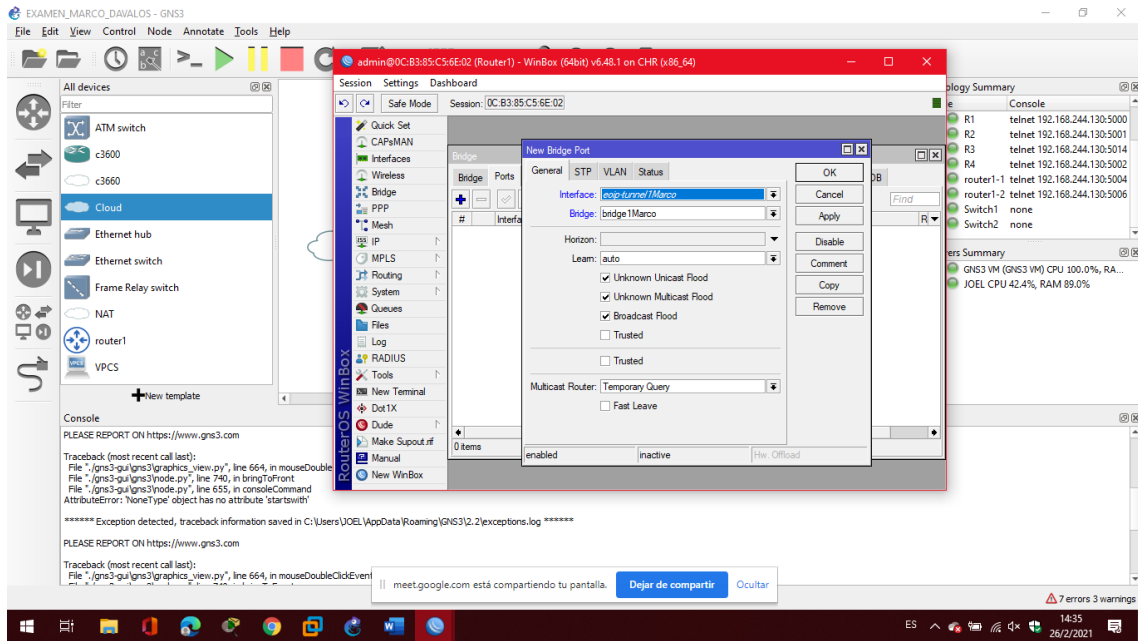 EXAMEN_MARCO_DAVALOS - GNS3
File Edit View Control Node Annotate Tools Help
All devices
Filter
ATM switch
c3600
c3660
Cloud
Ethernet hub
Ethernet switch
Frame Relay switch
NAT
router1
VPCS
New template
admin@0C:B3:85:C5:6E:02 (Router1) - WinBox (64bit) v6.48.1 on CHR (x86_64)
Session Settings Dashboard
Safe Mode
Session: 0C:B3:85:C5:6E:02
Quick Set
CAPsMAN
Interfaces
Wireless
Bridge
PPP
Mesh
IP
MPLS
Routing
System
Queues
Files
Log
RADIUS
Tools
New Terminal
Dot1X
Dude
Make Supout.rif
Manual
New WinBox
RouterOS WinBox
Bridge
Bridge Ports
DB
Find
# Interfa
R
0 items
New Bridge Port
General STP VLAN Status
Interface: eoip-tunnel1Marco
Bridge: bridge1Marco
Horizon:
Learn: auto
Unknown Unicast Flood
Unknown Multicast Flood
Broadcast Flood
Trusted
Trusted
Multicast Router: Temporary Query
Fast Leave
enabled inactive Hw. Offload
OK
Cancel
Apply
Disable
Comment
Copy
Remove
ology Summary
e Console
R1 telnet 192.168.244.130:5000
R2 telnet 192.168.244.130:5001
R3 telnet 192.168.244.130:5014
R4 telnet 192.168.244.130:5002
router1-1 telnet 192.168.244.130:5004
router1-2 telnet 192.168.244.130:5006
Switch1 none
Switch2 none
ers Summary
GNS3 VM (GNS3 VM) CPU 100.0%, RA...
JOEL CPU 42.4%, RAM 89.0%
Console
PLEASE REPORT ON https://www.gns3.com
Traceback (most recent call last):
File "./gns3-gui\gns3\graphics_view.py", line 664, in mouseDouble
File "./gns3-gui\gns3\node.py", line 740, in bringToFront
File "./gns3-gui\gns3\node.py", line 655, in consoleCommand
AttributeError: 'NoneType' object has no attribute 'startswith'
****** Exception detected, traceback information saved in C:\Users\JOEL\AppData\Roaming\GNS3\2.2\exceptions.log ******
PLEASE REPORT ON https://www.gns3.com
Traceback (most recent call last):
File "./gns3-gui\gns3\graphics_view.py", line 664, in mouseDoubleClickEvent
meet.google.com está compartiendo tu pantalla.
Dejar de compartir
Ocultar
7 errors 3 warnings
ES
14:35
26/2/2021